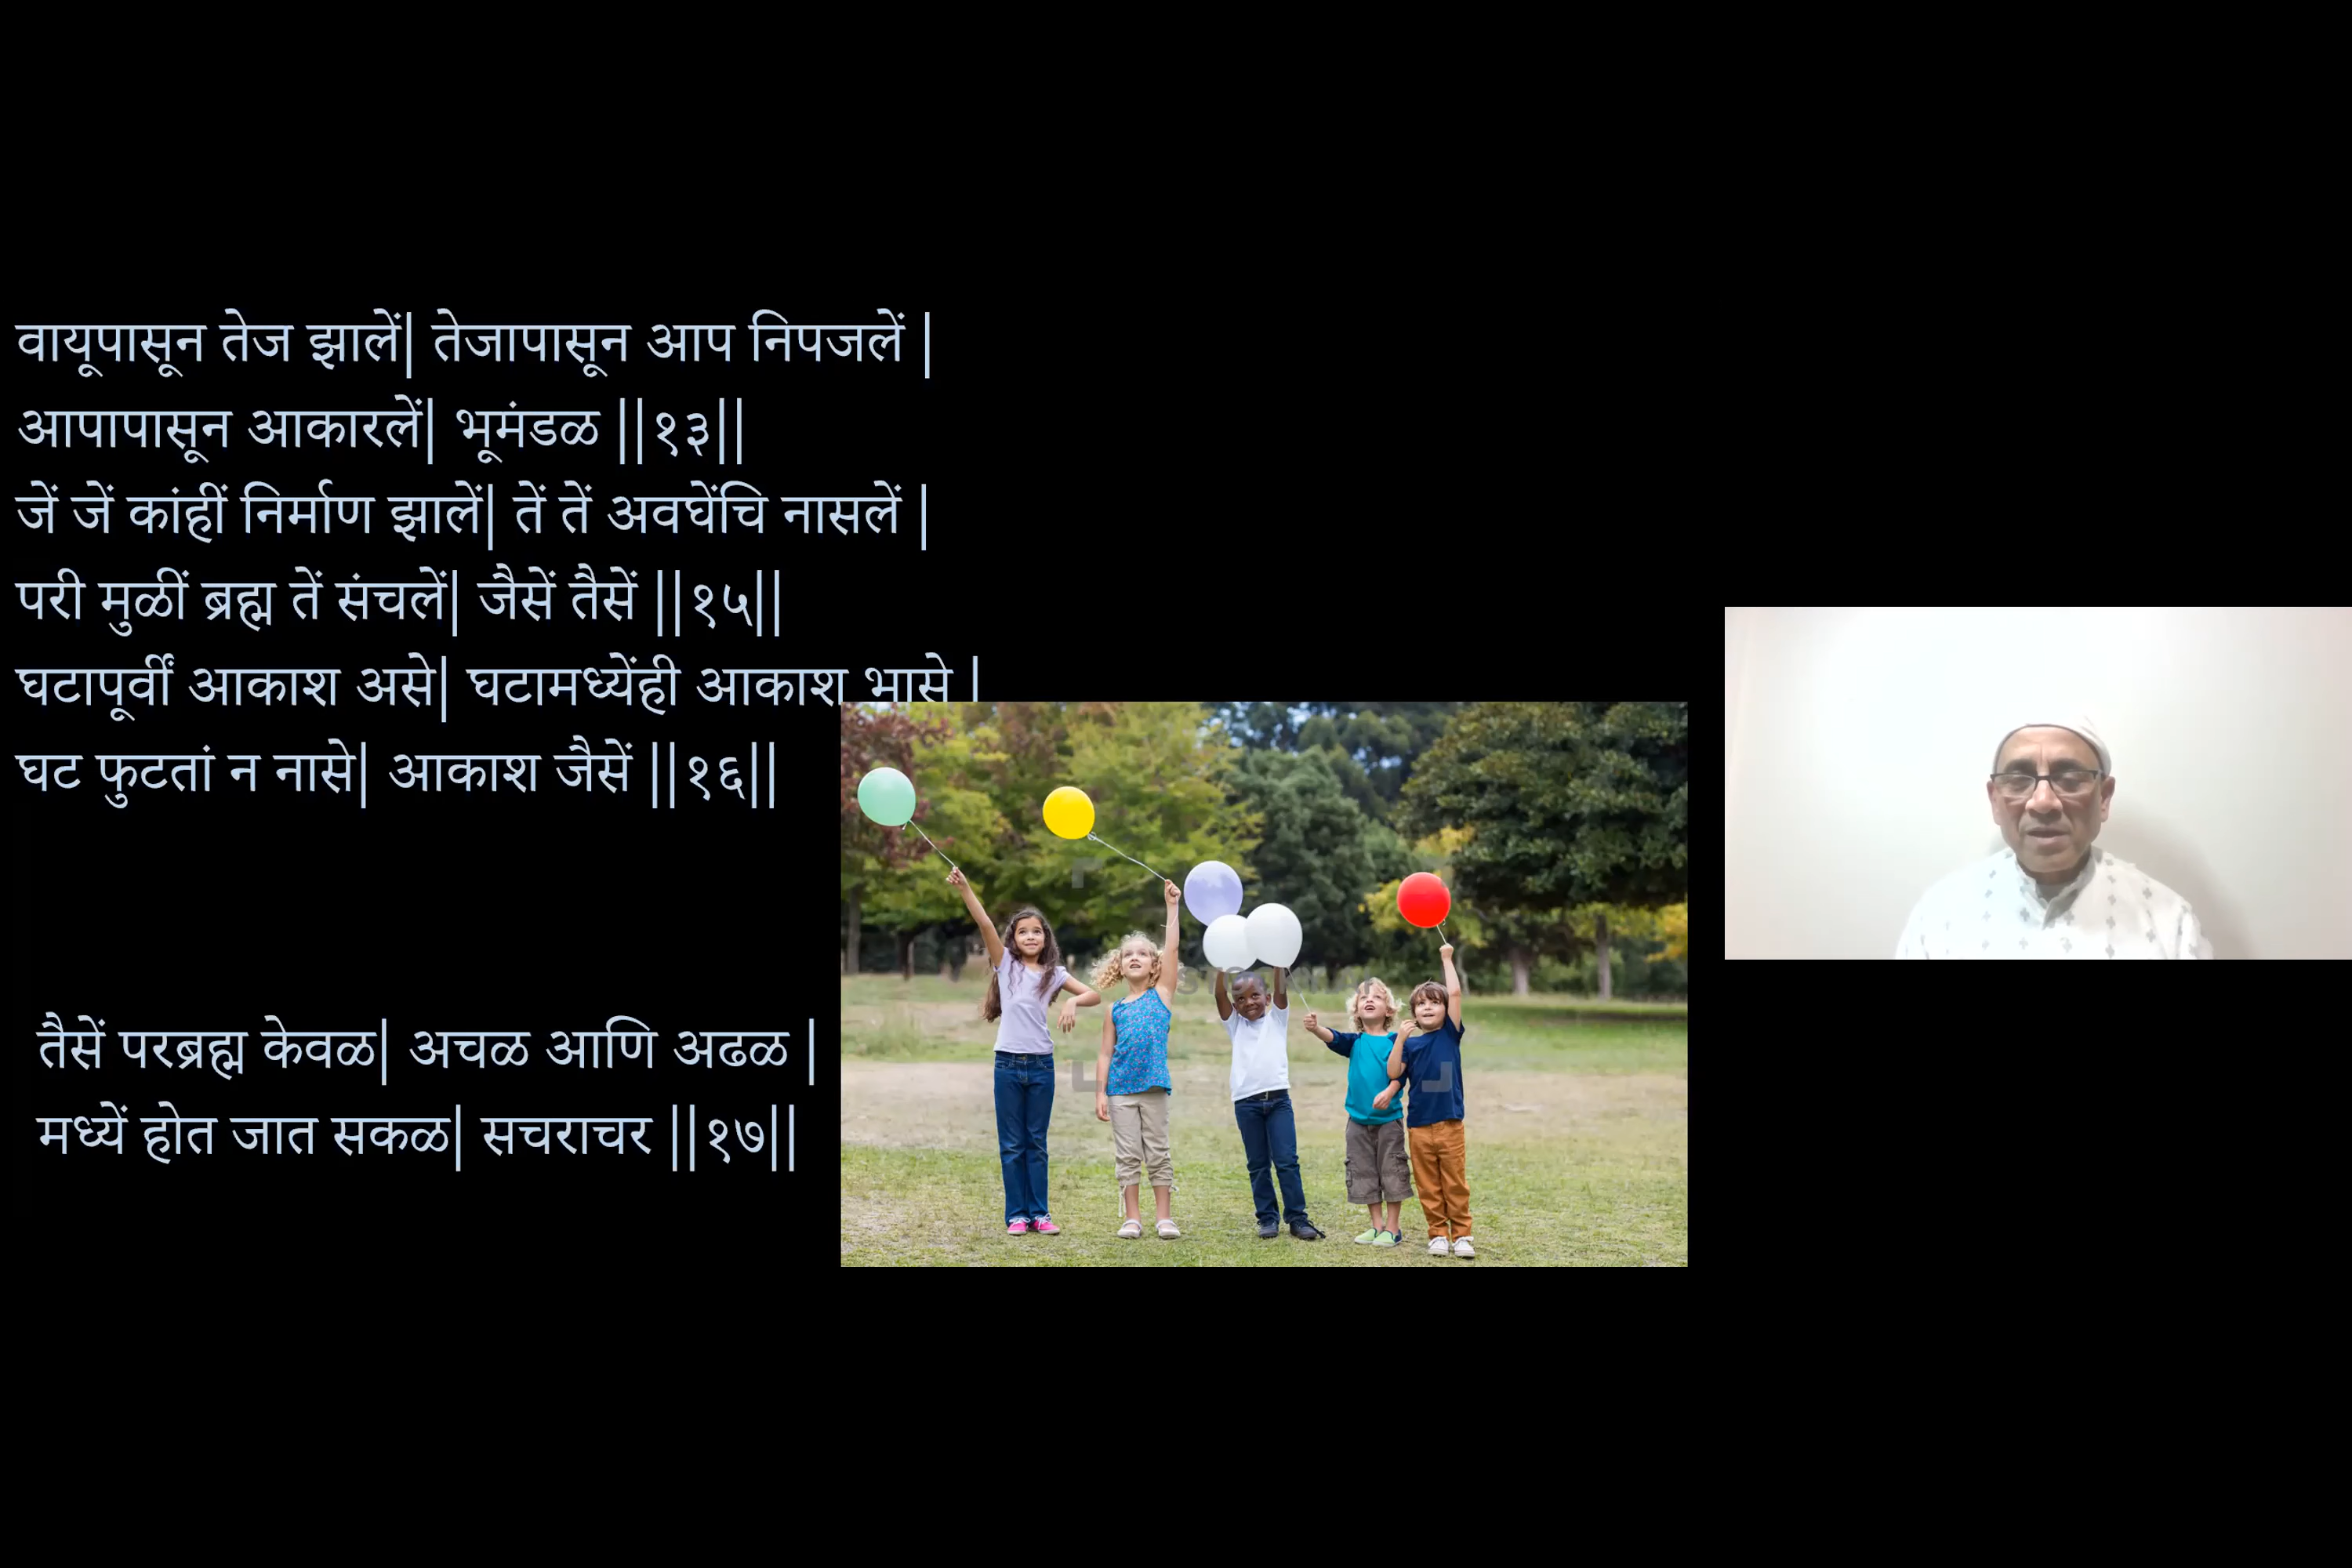 वायूपासून तेज झालें| तेजापासून आप निपजलें |
आपापासून आकारलें| भूमंडळ ||१३||
जें जें कांहीं निर्माण झालें| तें तें अवघेंचि नासलें |
परी मुळीं ब्रह्म तें संचलें| जैसें तैसें ||१५||
घटापूर्वीं आकाश असे| घटामध्येंही आकाश भासे |
घट फुटतां न नासे| आकाश जैसें ||१६||
तैसें परब्रह्म केवळ| अचळ आणि अढळ |
मध्यें होत जात सकळ| सचराचर ||१७||